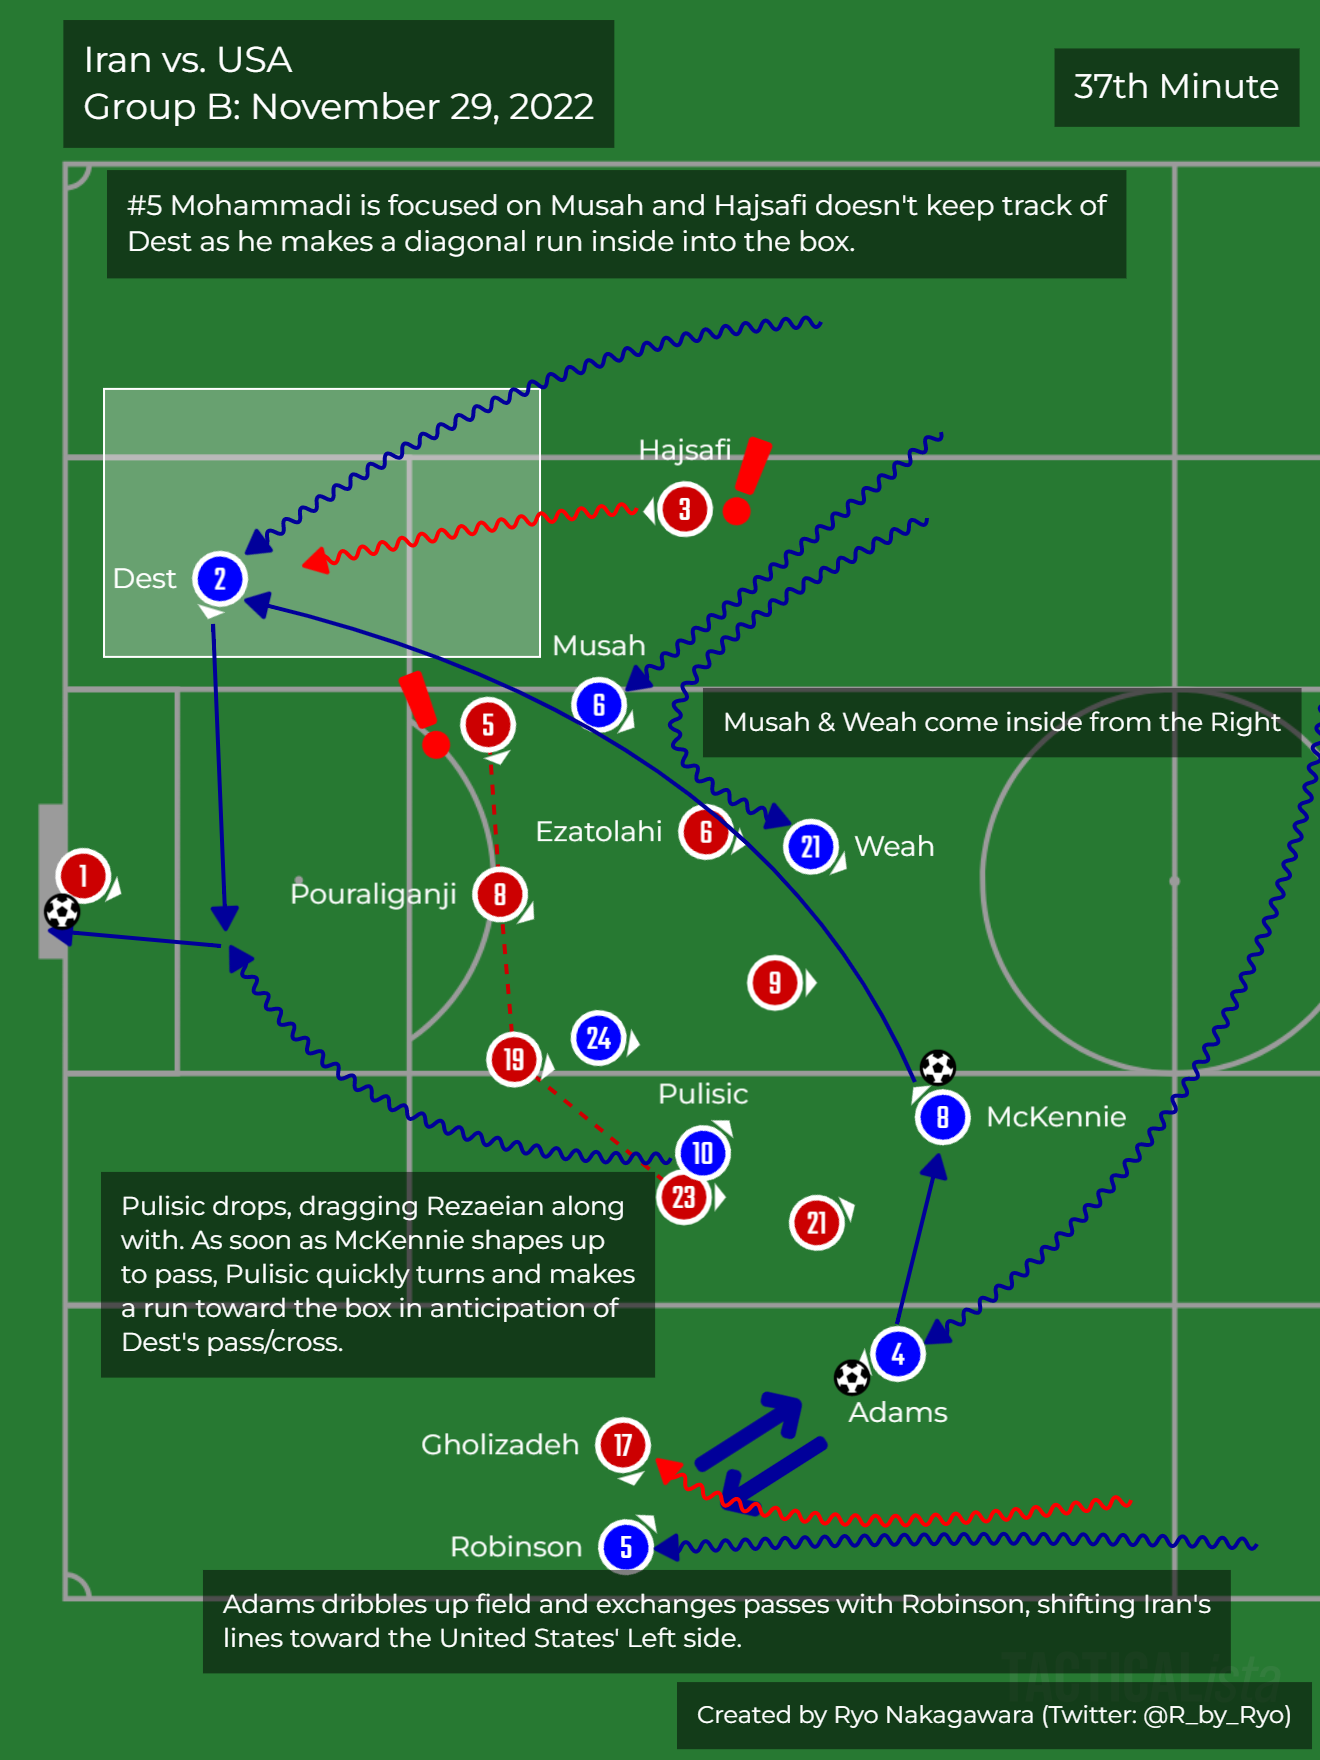 Iran vs. USA
Group B: November 29, 2022
37th Minute
#5 Mohammadi is focused on Musah and Hajsafi doesn't keep track of
Dest as he makes a diagonal run inside into the box.
Hajsafi
3
Dest
2
Musah
6
5
Musah & Weah come inside from the Right
Ezatolahi
6
21
Weah
1
Pouraliganji
8
9
24
19
Pulisic
10
8
McKennie
23
21
Pulisic drops, dragging Rezaeian along
with. As soon as McKennie shapes up
to pass, Pulisic quickly turns and makes
a run toward the box in anticipation of
Dest's pass/cross.
4
Adams
Gholizadeh
17
Robinson
5
Adams dribbles up field and exchanges passes with Robinson, shifting Iran's
lines toward the United States' Left side.
TACTICALista
Created by Ryo Nakagawara (Twitter: @R_by_Ryo)